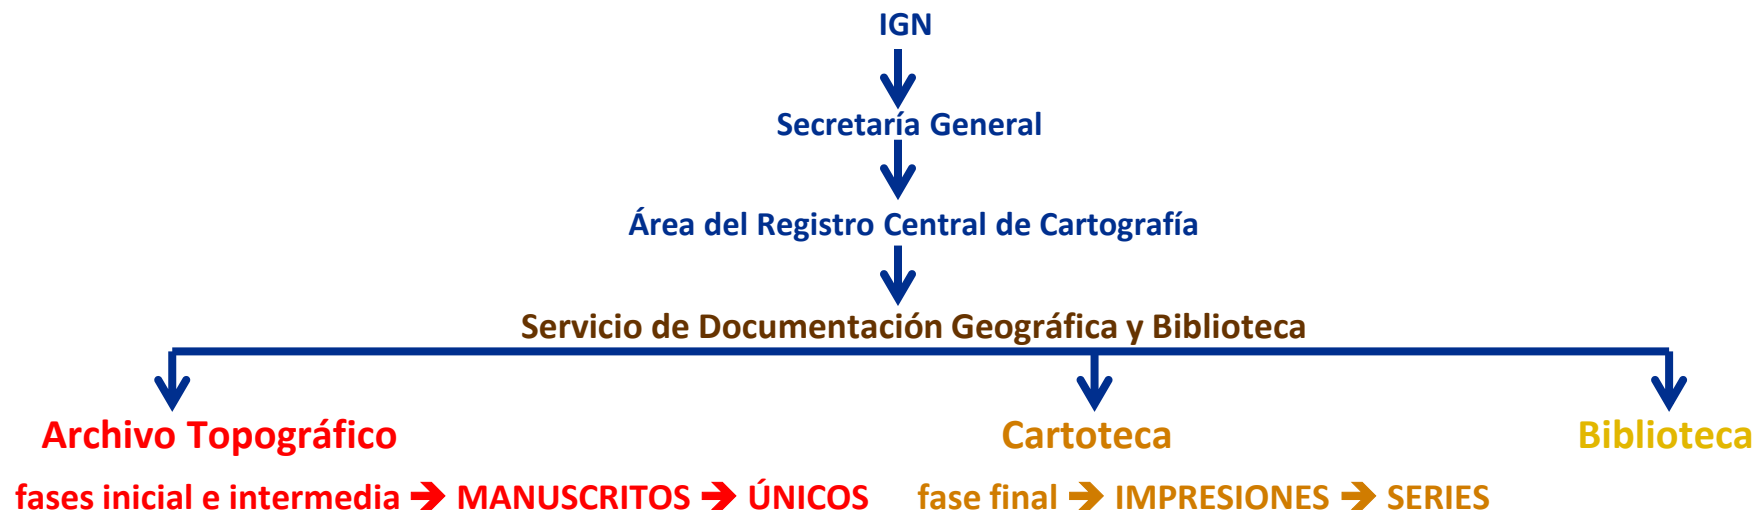 IGN
Secretaría General
Área del Registro Central de Cartografía
Servicio de Documentación Geográfica y Biblioteca
Archivo Topográfico
Cartoteca
Biblioteca
fases inicial e intermedia → MANUSCRITOS → ÚNICOS
fase final → IMPRESIONES → SERIES